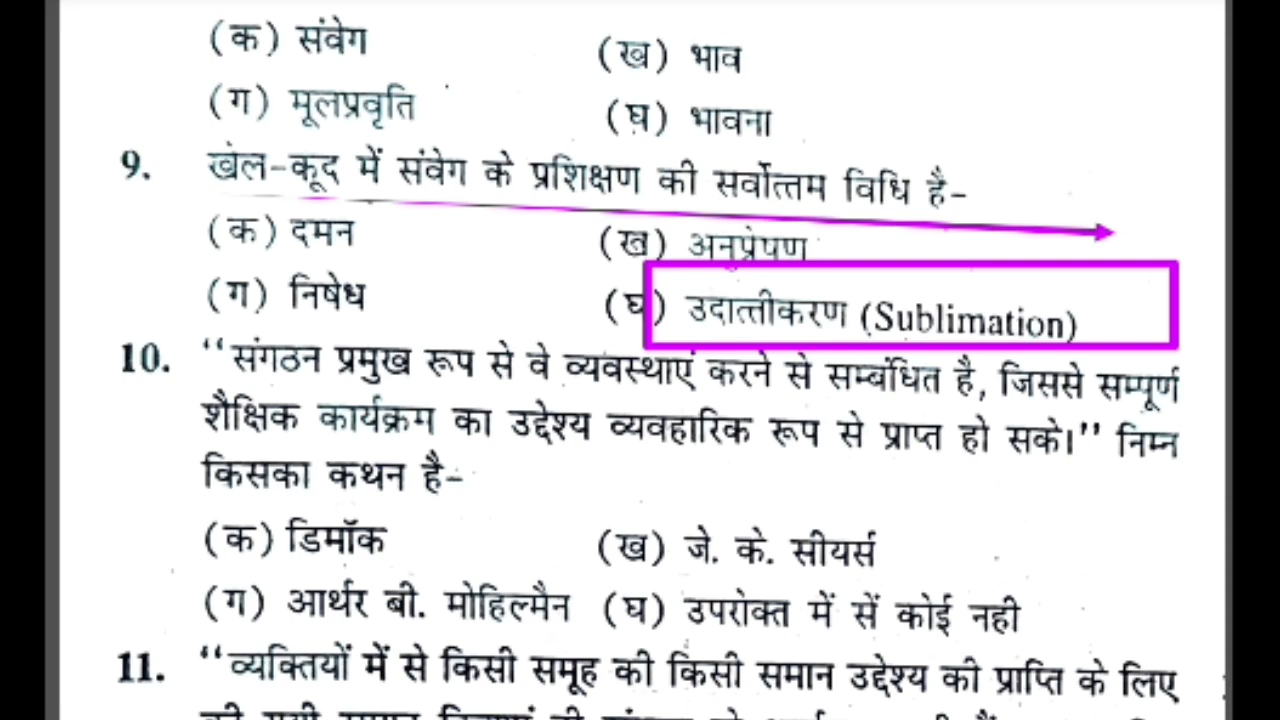 (क) संवेग (ख) भाव
(ग) मूलप्रवृति (घ) भावना
9. खेल-कूद में संवेग के प्रशिक्षण की सर्वोत्तम विधि है-
(क) दमन (ख) अनुप्रेषण
(ग) निषेध (घ) उदात्तीकरण (Sublimation)
10. ‘‘संगठन प्रमुख रूप से वे व्यवस्थाएं करने से सम्बंधित है, जिससे सम्पूर्ण
शैक्षिक कार्यक्रम का उद्देश्य व्यवहारिक रूप से प्राप्त हो सके।’’ निम्न
किसका कथन है-
(क) डिमॉक (ख) जे. के. सीयर्स
(ग) आर्थर बी. मोहिल्मैन (घ) उपरोक्त में सें कोई नही
11. ‘‘व्यक्तियों में से किसी समूह की किसी समान उद्देश्य की प्राप्ति के लिए